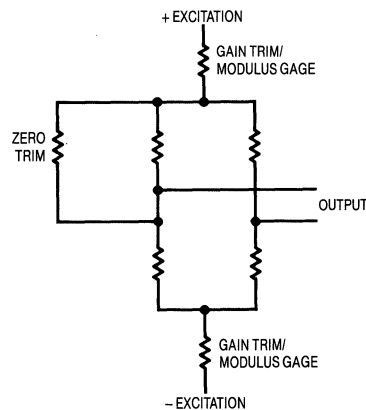 + EXCITATION
GAIN TRIM/
MODULUS GAGE
ZERO
TRIM
OUTPUT
GAIN TRIM/
MODULUS GAGE
– EXCITATION